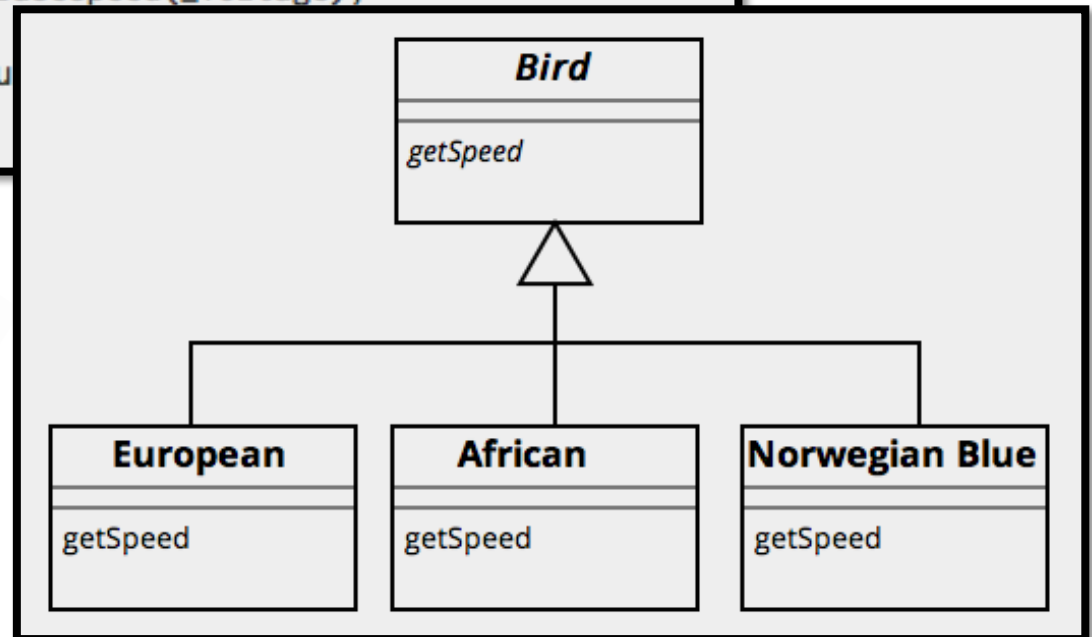 Bird
getSpeed
European
African
Norwegian Blue
getSpeed
getSpeed
getSpeed